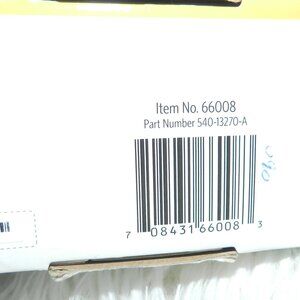 Item No. 66008
Part Number 540-13270-A
7 08431 66008 3